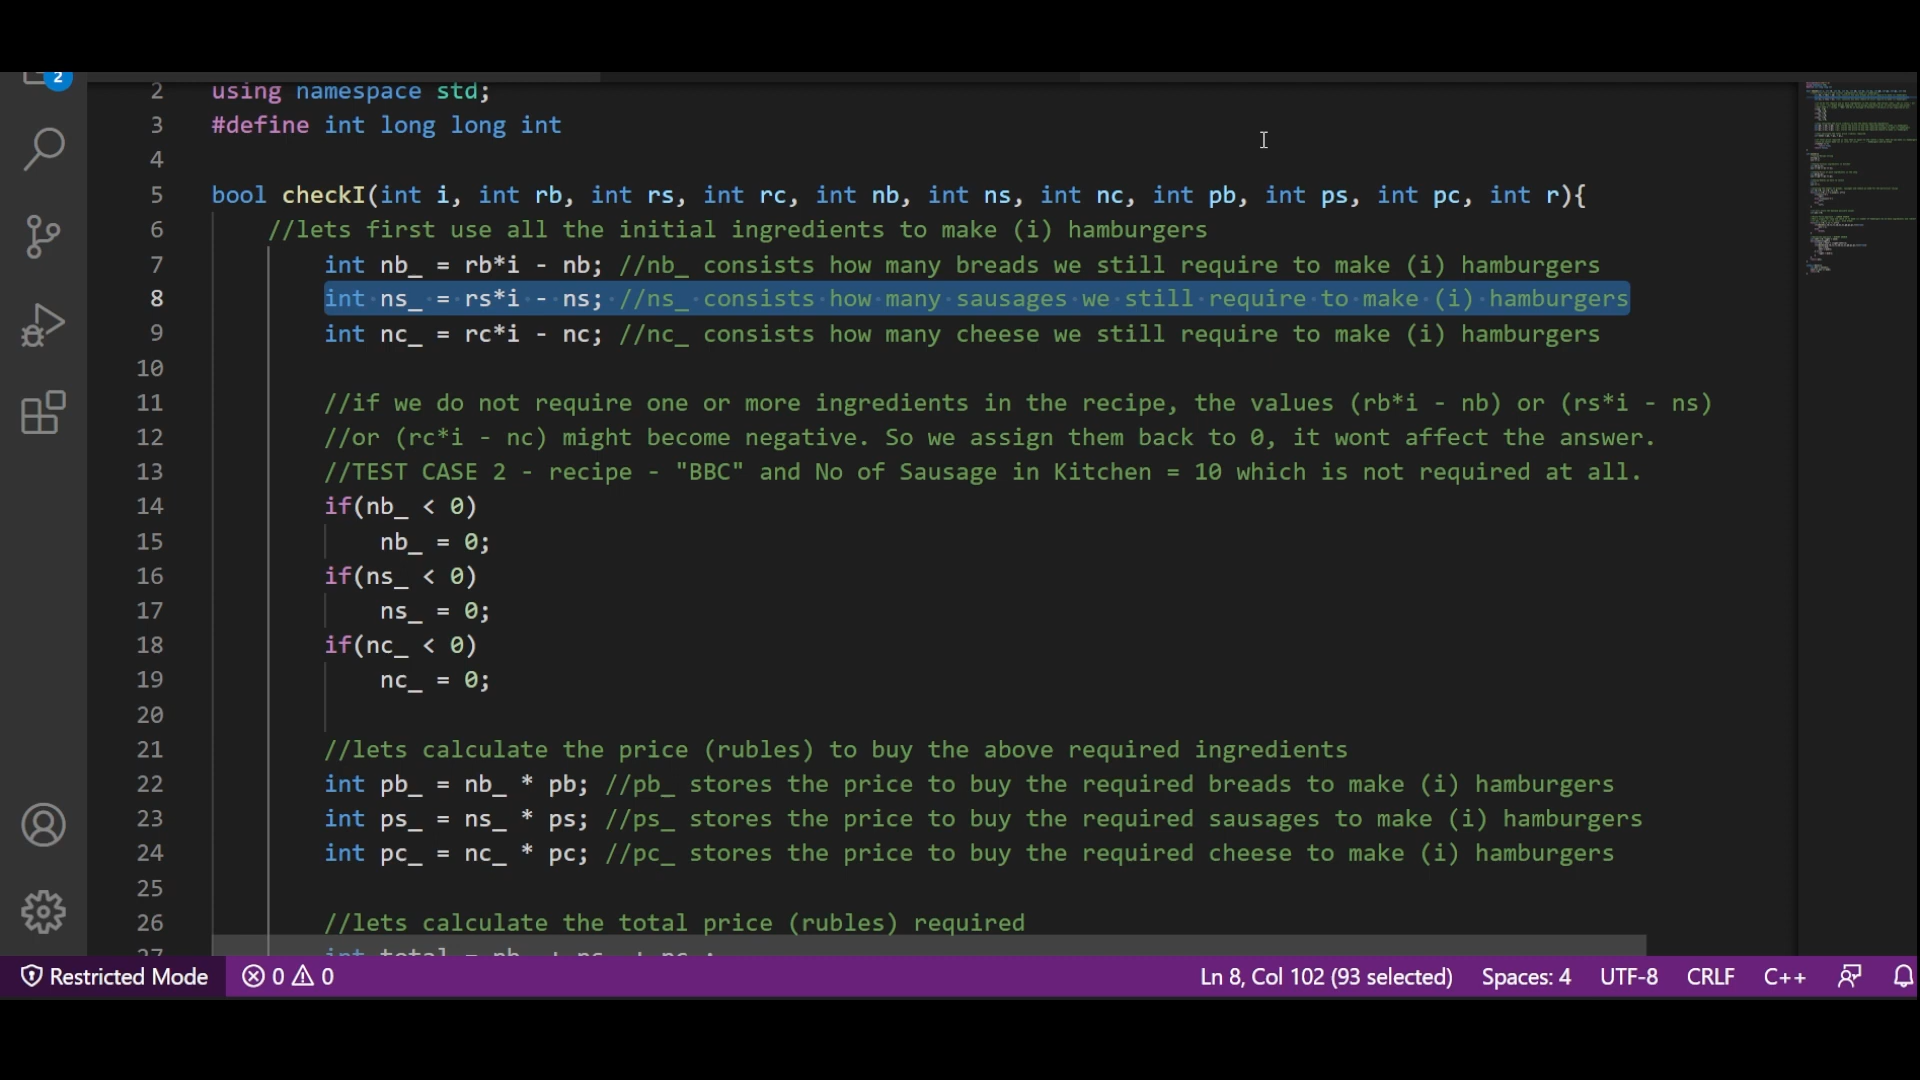 2
2 using namespace std;
3 #define int long long int
4
5 bool checkI(int i, int rb, int rs, int rc, int nb, int ns, int nc, int pb, int ps, int pc, int r){
6 //lets first use all the initial ingredients to make (i) hamburgers
7 int nb_ = rb*i - nb; //nb_ consists how many breads we still require to make (i) hamburgers
8 int ns_ = rs*i - ns; //ns_ consists how many sausages we still require to make (i) hamburgers
9 int nc_ = rc*i - nc; //nc_ consists how many cheese we still require to make (i) hamburgers
10
11 //if we do not require one or more ingredients in the recipe, the values (rb*i - nb) or (rs*i - ns)
12 //or (rc*i - nc) might become negative. So we assign them back to 0, it wont affect the answer.
13 //TEST CASE 2 - recipe - "BBC" and No of Sausage in Kitchen = 10 which is not required at all.
14 if(nb_ < 0)
15 nb_ = 0;
16 if(ns_ < 0)
17 ns_ = 0;
18 if(nc_ < 0)
19 nc_ = 0;
20
21 //lets calculate the price (rubles) to buy the above required ingredients
22 int pb_ = nb_ * pb; //pb_ stores the price to buy the required breads to make (i) hamburgers
23 int ps_ = ns_ * ps; //ps_ stores the price to buy the required sausages to make (i) hamburgers
24 int pc_ = nc_ * pc; //pc_ stores the price to buy the required cheese to make (i) hamburgers
25
26 //lets calculate the total price (rubles) required
27 int total =
Restricted Mode 0 0 Ln 8, Col 102 (93 selected) Spaces: 4 UTF-8 CRLF C++